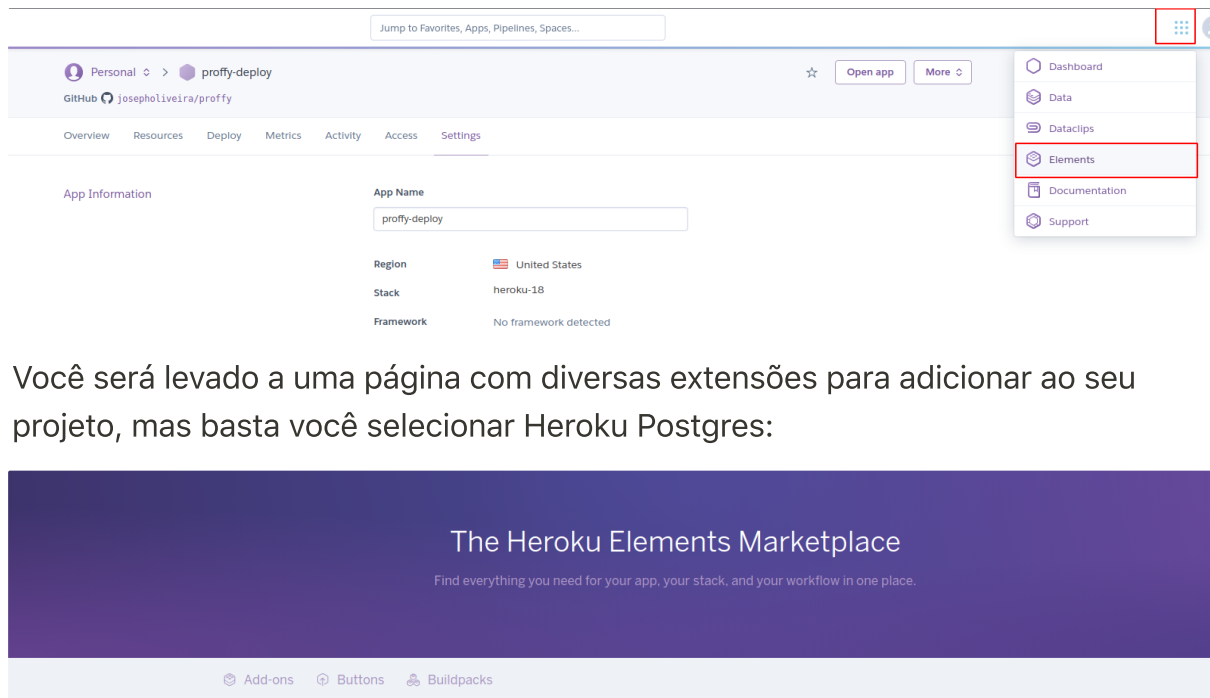 Jump to Favorites, Apps, Pipelines, Spaces...
Personal > proffy-deploy
Open app
More
GitHub josepholiveira/proffy
Dashboard
Data
Dataclips
Elements
Documentation
Support
Overview Resources Deploy Metrics Activity Access Settings
App Information
App Name
proffy-deploy
Region United States
Stack heroku-18
Framework No framework detected
Você será levado a uma página com diversas extensões para adicionar ao seu
projeto, mas basta você selecionar Heroku Postgres:
The Heroku Elements Marketplace
Find everything you need for your app, your stack, and your workflow in one place.
Add-ons Buttons Buildpacks